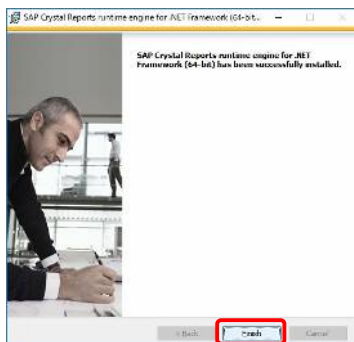 SAP Crystal Reports runtime engine for .NET Framework (64-bit...
SAP Crystal Reports runtime engine for .NET
Framework (64-bit) has been successfully installed.
< Back
Finish
Cancel